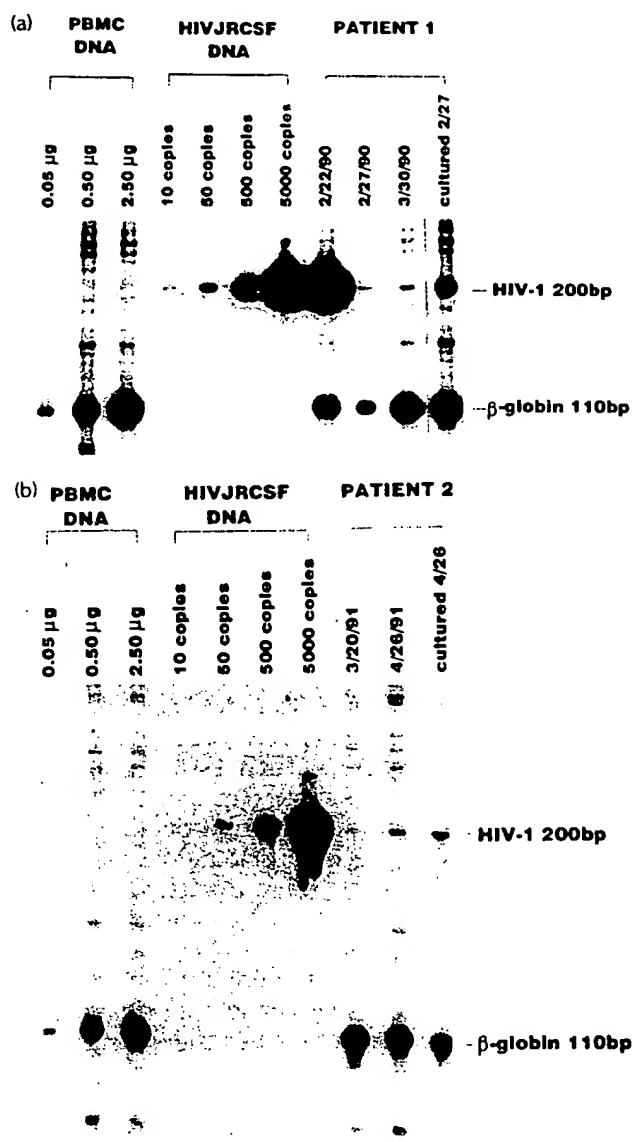 (a)
PBMC
DNA
HIVJRCSF
DNA
PATIENT 1
0.05 µg
0.50 µg
2.50 µg
10 copies
50 copies
500 copies
5000 copies
2/22/90
2/27/90
3/30/90
cultured 2/27
HIV-1 200bp
β-globin 110bp
(b)
PBMC
DNA
HIVJRCSF
DNA
PATIENT 2
0.05 µg
0.50 µg
2.50 µg
10 copies
50 copies
500 copies
5000 copies
3/20/91
4/26/91
cultured 4/26
HIV-1 200bp
β-globin 110bp